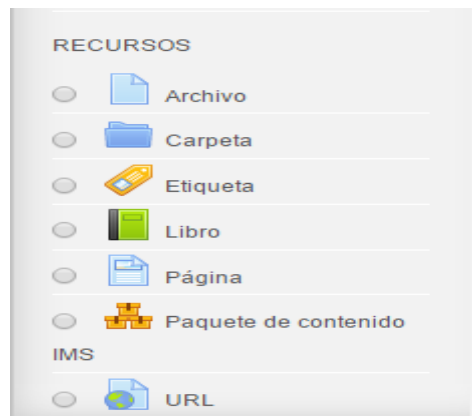 RECURSOS
Archivo
Carpeta
Etiqueta
Libro
Página
Paquete de contenido
IMS
URL